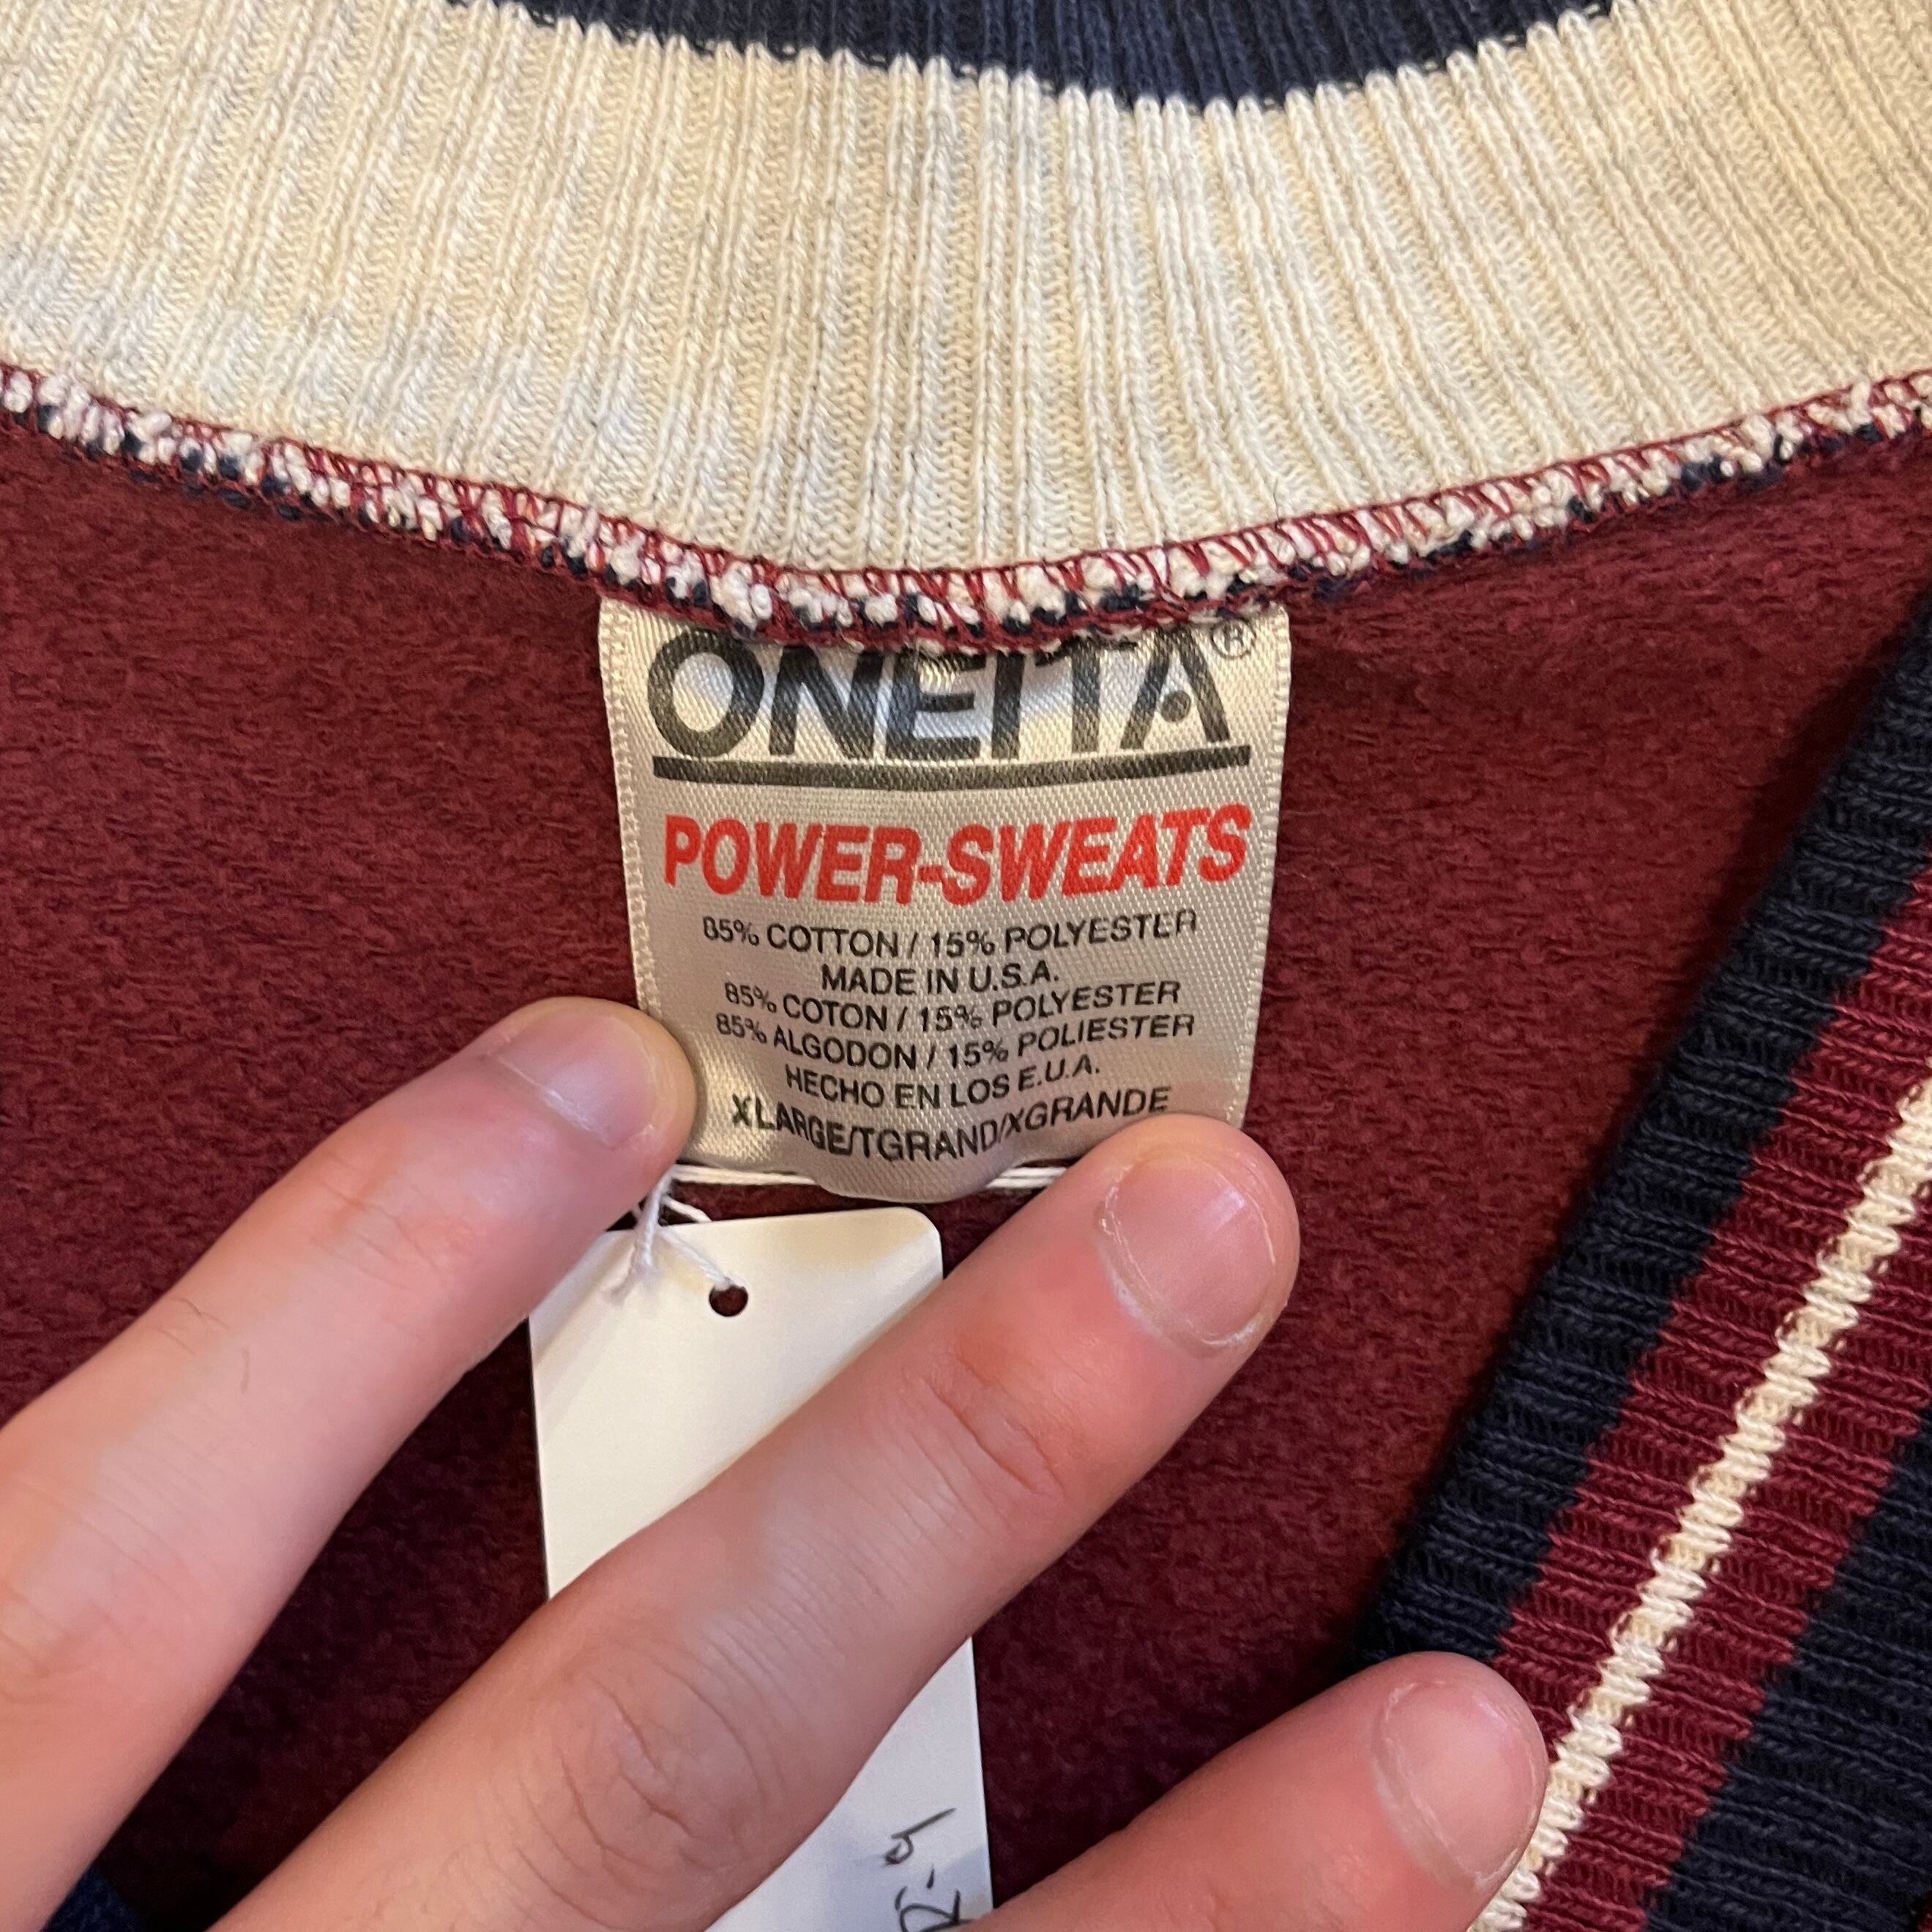 ONEITA®
POWER-SWEATS
85% COTTON / 15% POLYESTER
MADE IN U.S.A.
85% COTON / 15% POLYESTER
85% ALGODON / 15% POLIESTER
HECHO EN LOS E.U.A.
XLARGE/TGRAND/XGRANDE